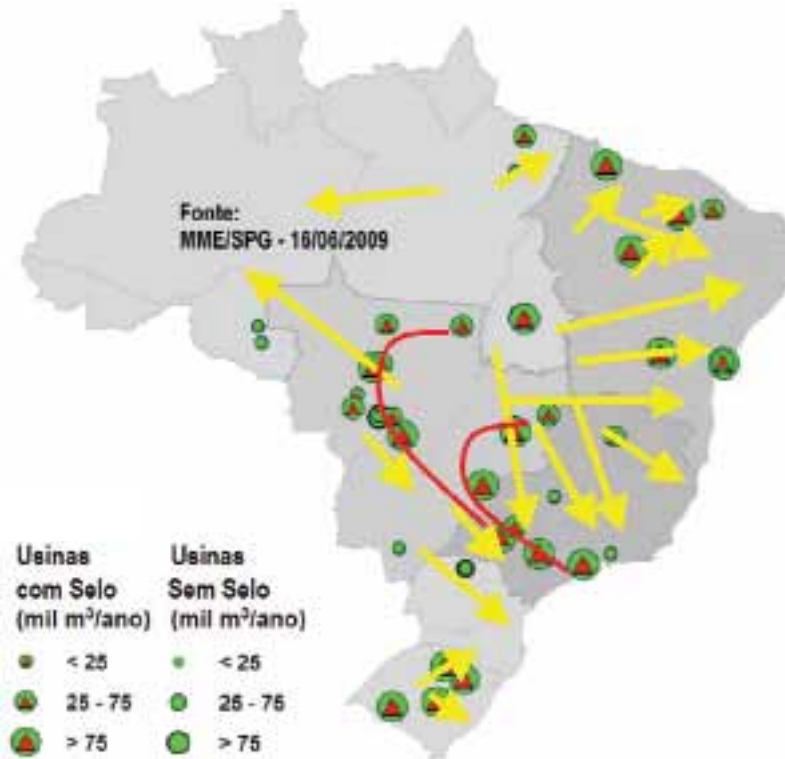 Fonte:
MME/SPG - 16/06/2009
Usinas
com Selo
(mil m³/ano)
< 25
25 - 75
> 75
Usinas
Sem Selo
(mil m³/ano)
< 25
25 - 75
> 75